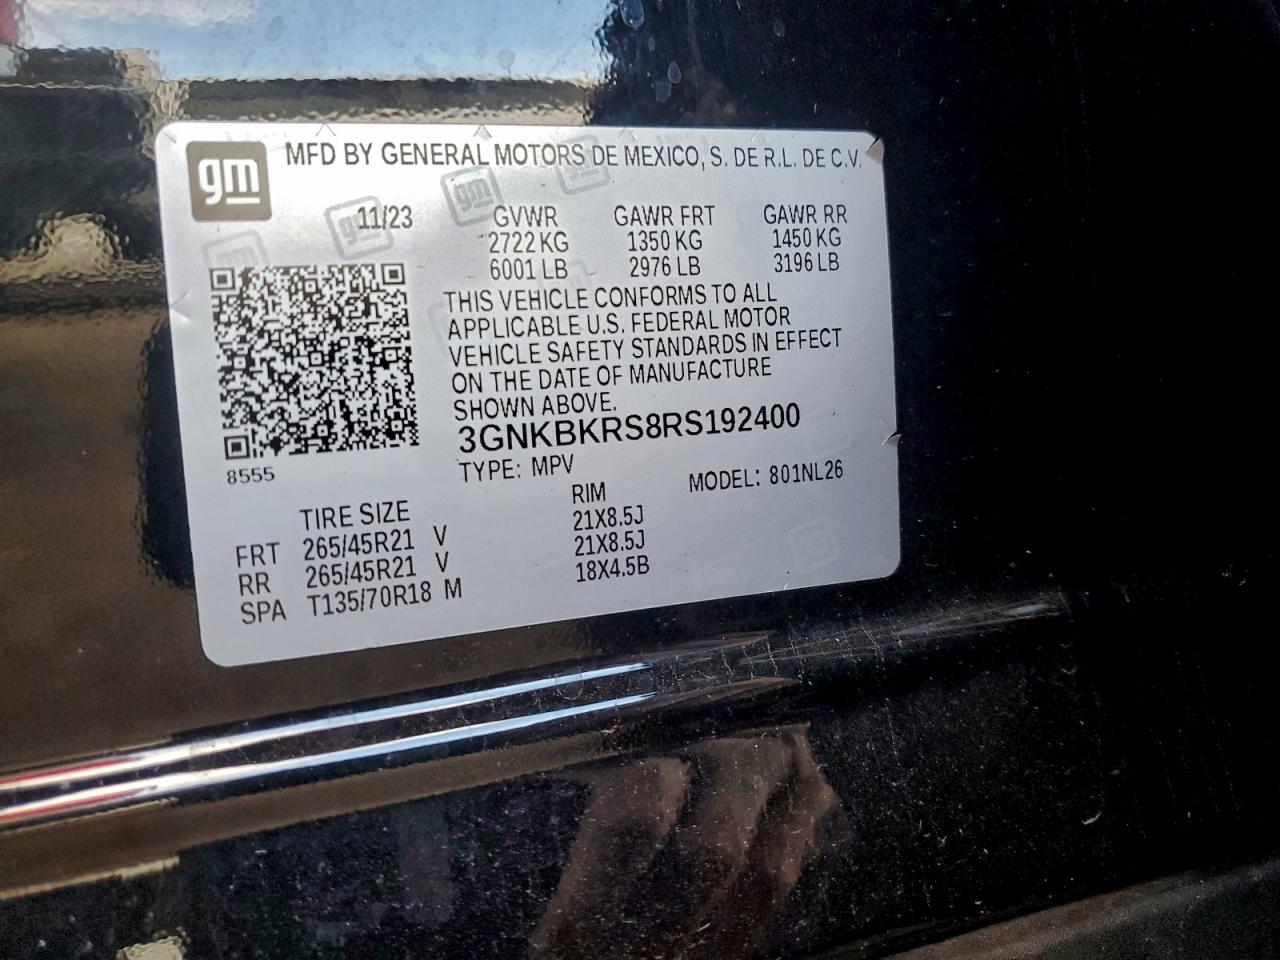 gm MFD BY GENERAL MOTORS DE MEXICO, S. DE R.L. DE C.V.
11/23 GVWR GAWR FRT GAWR RR
2722 KG 1350 KG 1450 KG
6001 LB 2976 LB 3196 LB
THIS VEHICLE CONFORMS TO ALL
APPLICABLE U.S. FEDERAL MOTOR
VEHICLE SAFETY STANDARDS IN EFFECT
ON THE DATE OF MANUFACTURE
SHOWN ABOVE.
3GNKBKRS8RS192400
8555
TYPE: MPV MODEL: 801NL26
TIRE SIZE RIM
FRT 265/45R21 V 21X8.5J
RR 265/45R21 V 21X8.5J
SPA T135/70R18 M 18X4.5B